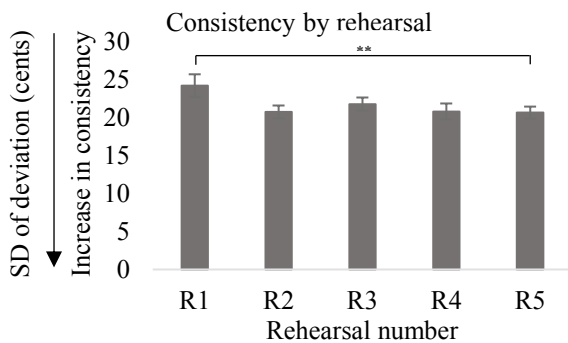 Consistency by rehearsal
**
SD of deviation (cents)
Increase in consistency
30
25
20
15
10
5
0
R1 R2 R3 R4 R5
Rehearsal number